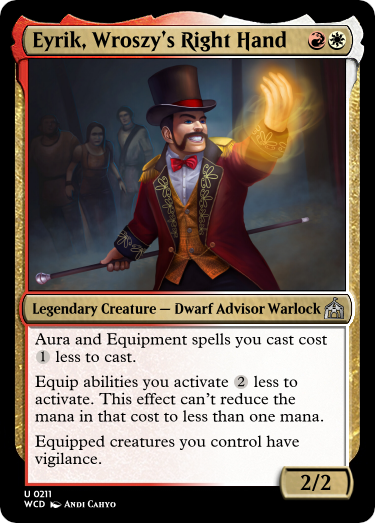 Eyrik, Wroszy's Right Hand
Legendary Creature — Dwarf Advisor Warlock
Aura and Equipment spells you cast cost
1 less to cast.
Equip abilities you activate 2 less to
activate. This effect can't reduce the
mana in that cost to less than one mana.
Equipped creatures you control have
vigilance.
2/2
U 0211
WCD Andi Cahyo